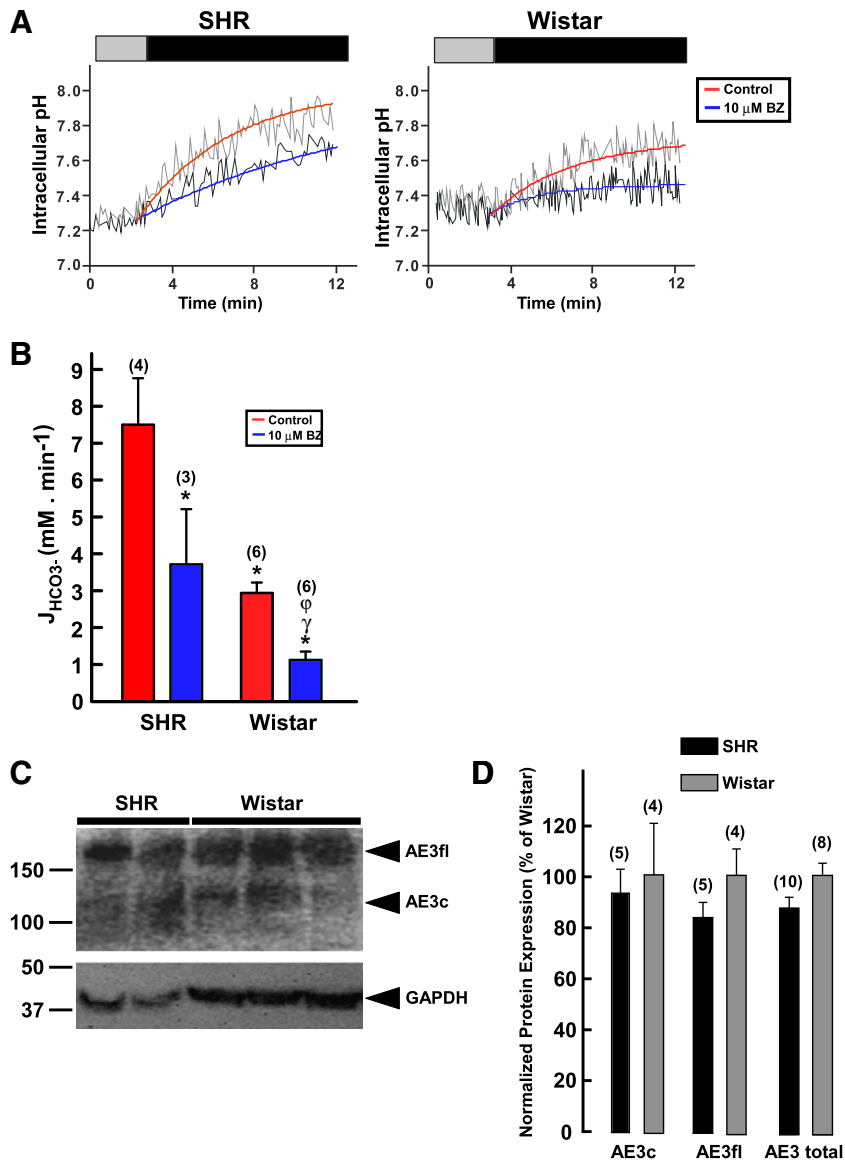 A
SHR
Wistar
Intracellular pH
8.0
7.8
7.6
7.4
7.2
7.0
0
4
8
12
Time (min)
Intracellular pH
8.0
7.8
7.6
7.4
7.2
7.0
0
4
8
12
Time (min)
Control
10 μM BZ
B
JHCO3- (mM . min-1)
9
8
7
6
5
4
3
2
1
0
(4)
(3)
*
(6)
*
(6)
φ
γ
*
Control
10 μM BZ
SHR
Wistar
C
SHR
Wistar
150
100
50
37
AE3fl
AE3c
GAPDH
D
SHR
Wistar
Normalized Protein Expression (% of Wistar)
120
100
80
60
40
20
0
(5)
(4)
(5)
(4)
(10)
(8)
AE3c
AE3fl
AE3 total